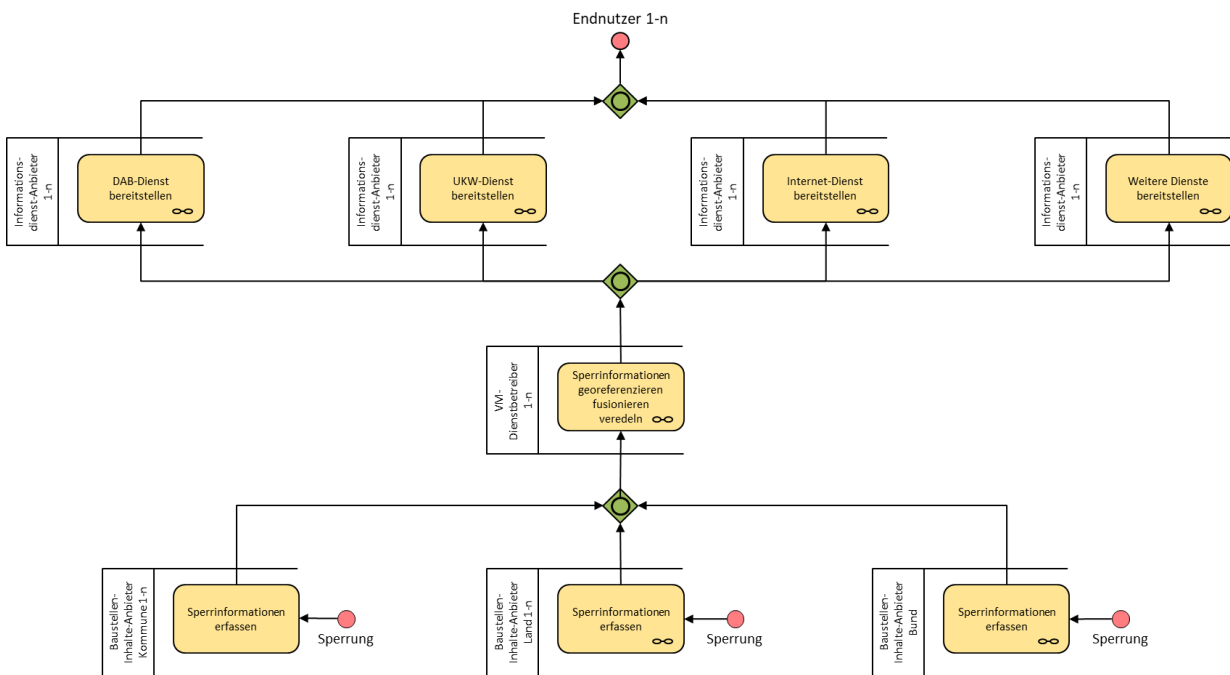 Endnutzer 1-n
Informations-
dienst-Anbieter
1-n
DAB-Dienst
bereitstellen
Informations-
dienst-Anbieter
1-n
UKW-Dienst
bereitstellen
Informations-
dienst-Anbieter
1-n
Internet-Dienst
bereitstellen
Informations-
dienst-Anbieter
1-n
Weitere Dienste
bereitstellen
VM-
Dienstbetreiber
1-n
Sperrinformationen
georeferenzieren
fusionieren
veredeln
Baustellen-
Inhalte-Anbieter
Kommune 1-n
Sperrinformationen
erfassen
Sperrung
Baustellen-
Inhalte-Anbieter
Land 1-n
Sperrinformationen
erfassen
Sperrung
Baustellen-
Inhalte-Anbieter
Bund
Sperrinformationen
erfassen
Sperrung